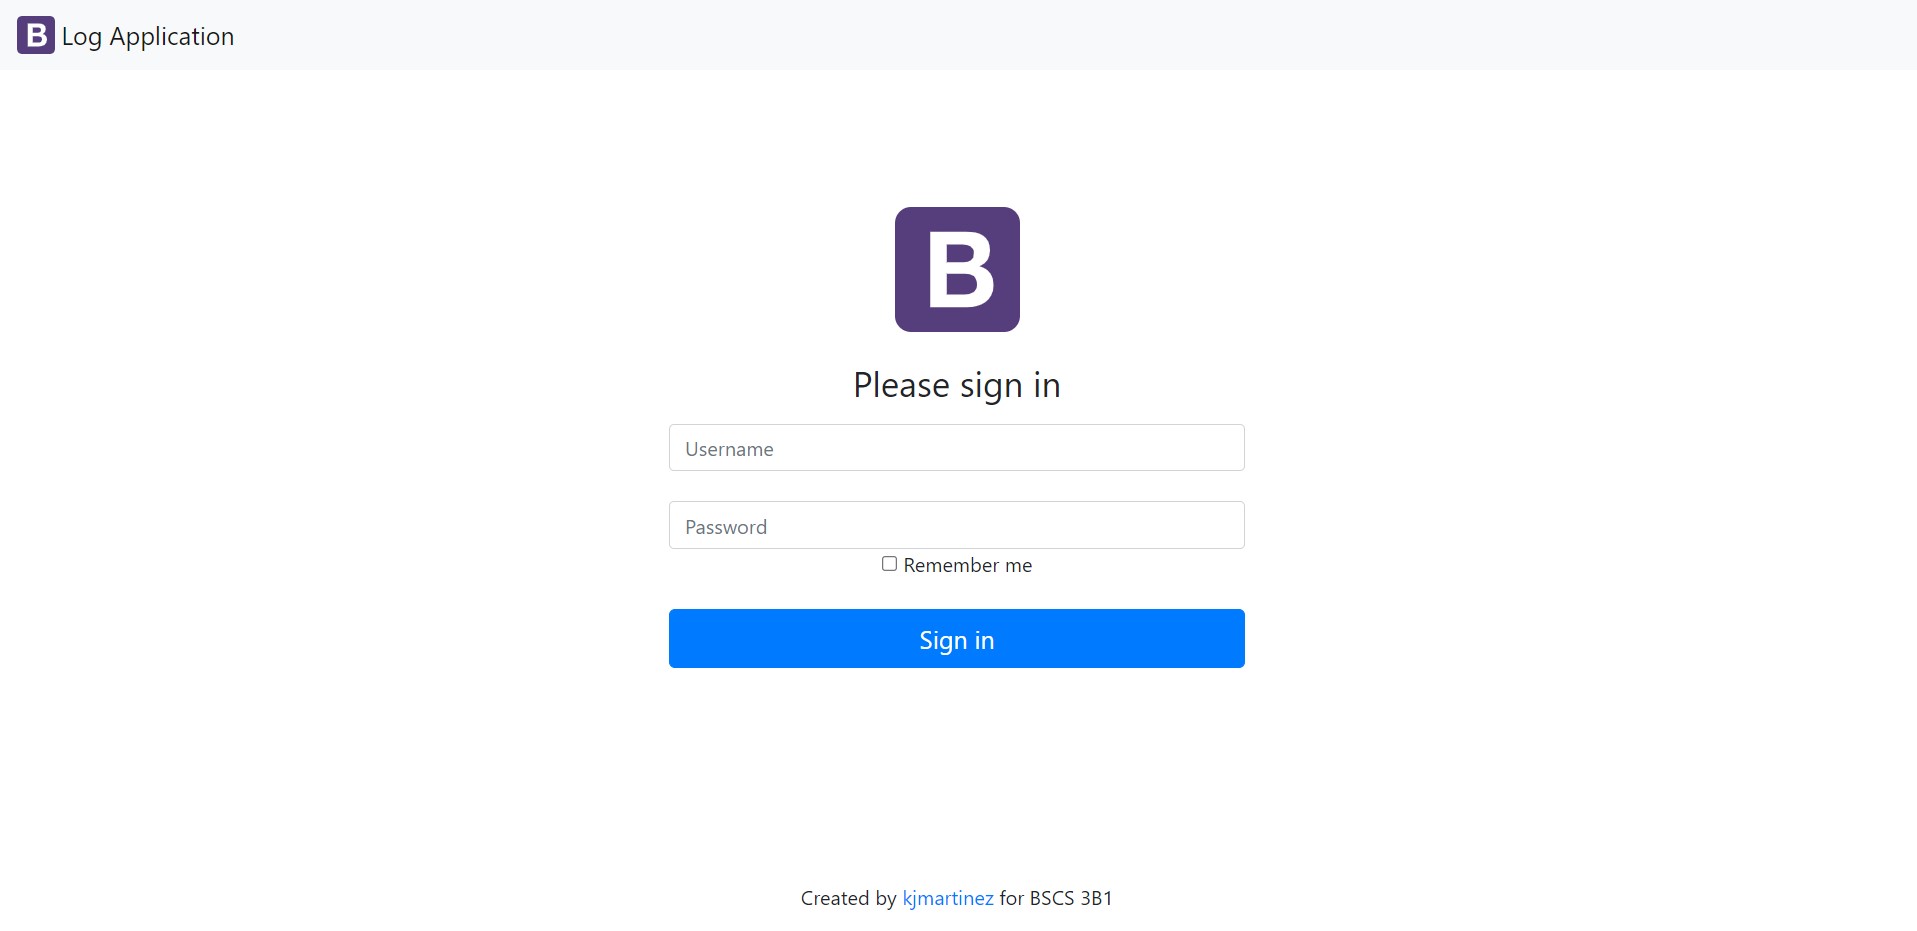 B Log Application
B
Please sign in
Username
Password
Remember me
Sign in
Created by kjmartinez for BSCS 3B1